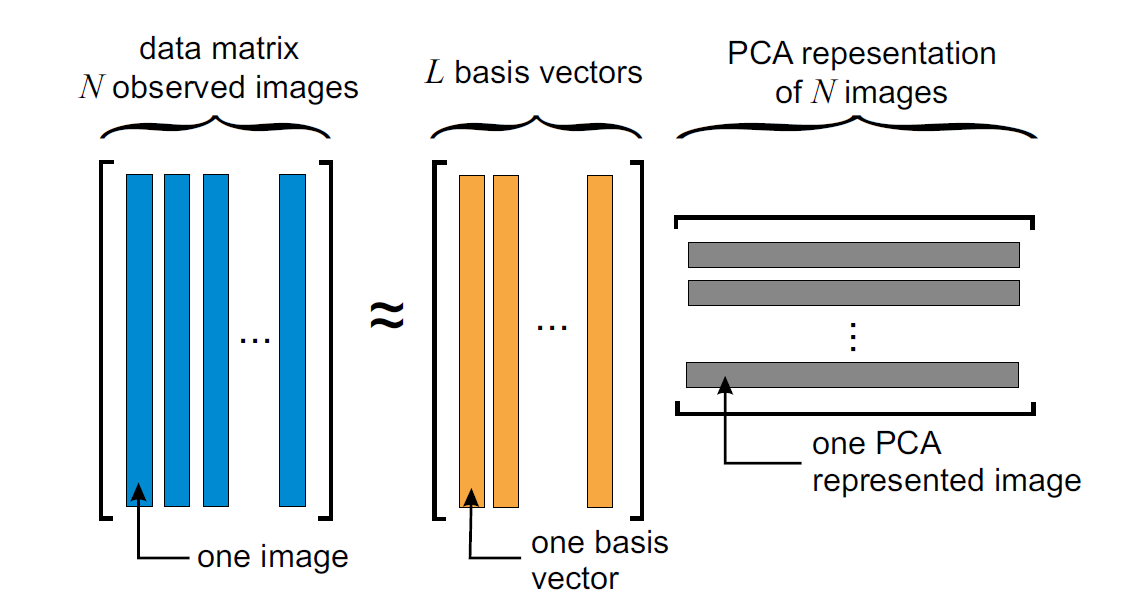 data matrix
N observed images
L basis vectors
PCA repesentation
of N images
...
≈
...
⋮
one image
one basis
vector
one PCA
represented image